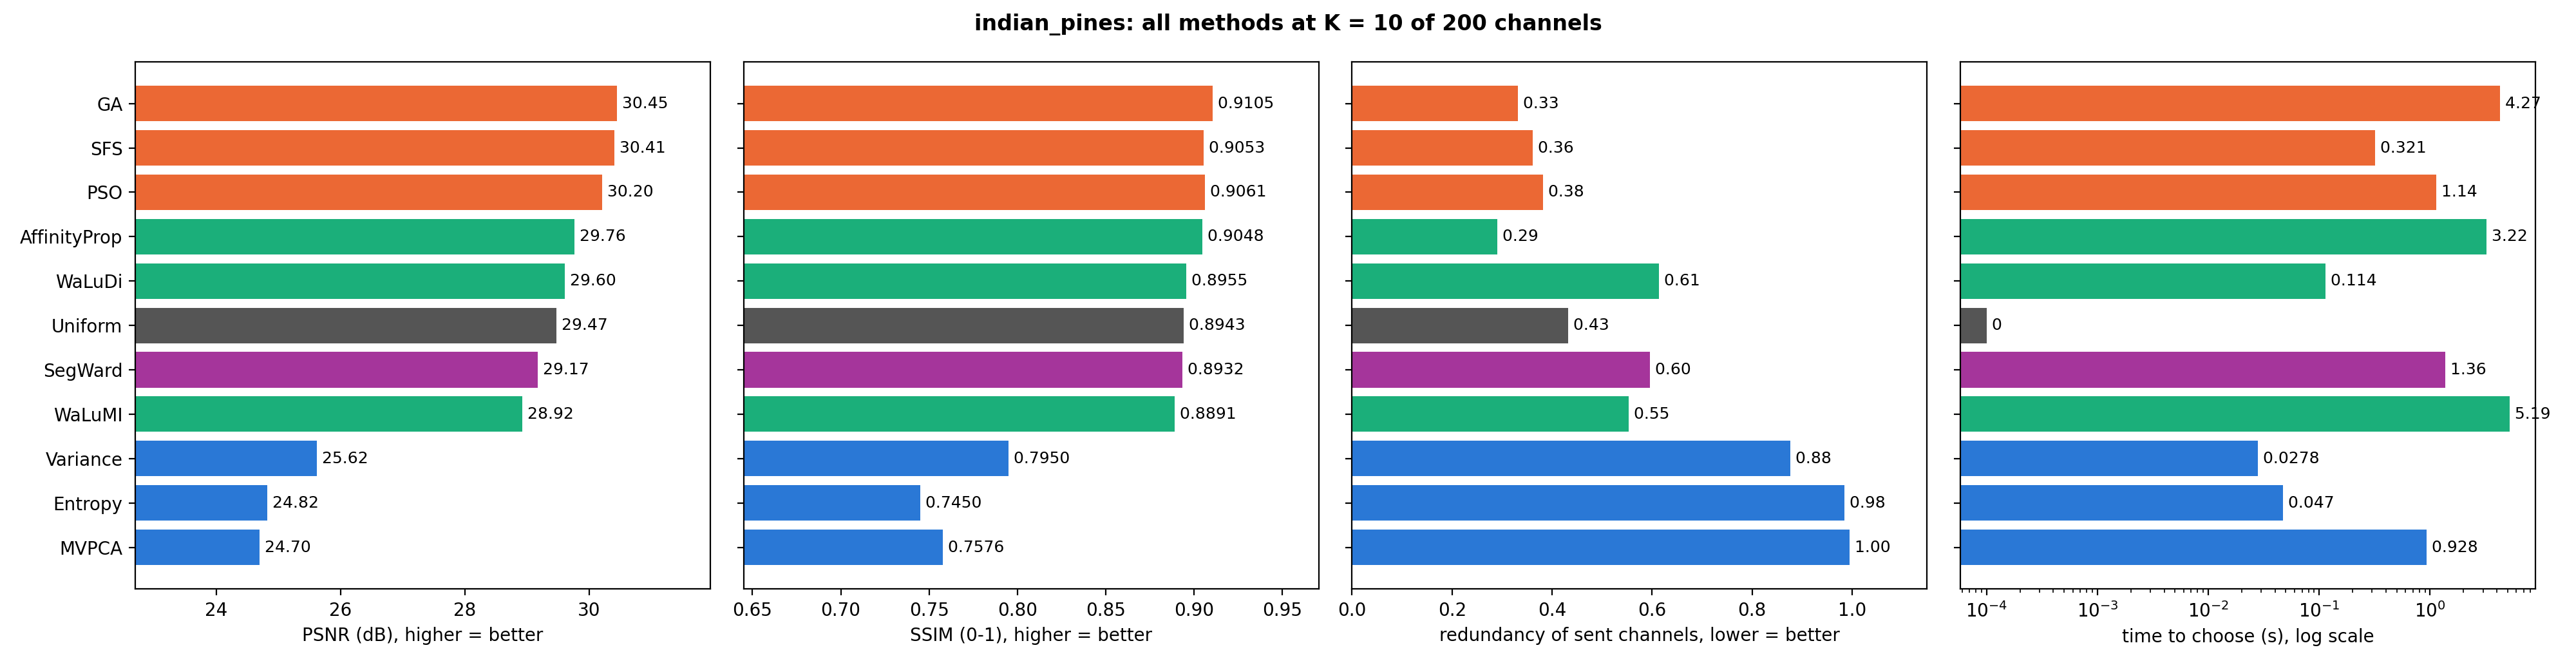 indian_pines: all methods at K = 10 of 200 channels
GA
SFS
PSO
AffinityProp
WaLuDi
Uniform
SegWard
WaLuMI
Variance
Entropy
MVPCA
30.45
30.41
30.20
29.76
29.60
29.47
29.17
28.92
25.62
24.82
24.70
24 26 28 30
PSNR (dB), higher = better
0.9105
0.9053
0.9061
0.9048
0.8955
0.8943
0.8932
0.8891
0.7950
0.7450
0.7576
0.65 0.70 0.75 0.80 0.85 0.90 0.95
SSIM (0-1), higher = better
0.33
0.36
0.38
0.29
0.61
0.43
0.60
0.55
0.88
0.98
1.00
0.0 0.2 0.4 0.6 0.8 1.0
redundancy of sent channels, lower = better
4.27
0.321
1.14
3.22
0.114
0
1.36
5.19
0.0278
0.047
0.928
10⁻⁴ 10⁻³ 10⁻² 10⁻¹ 10⁰
time to choose (s), log scale